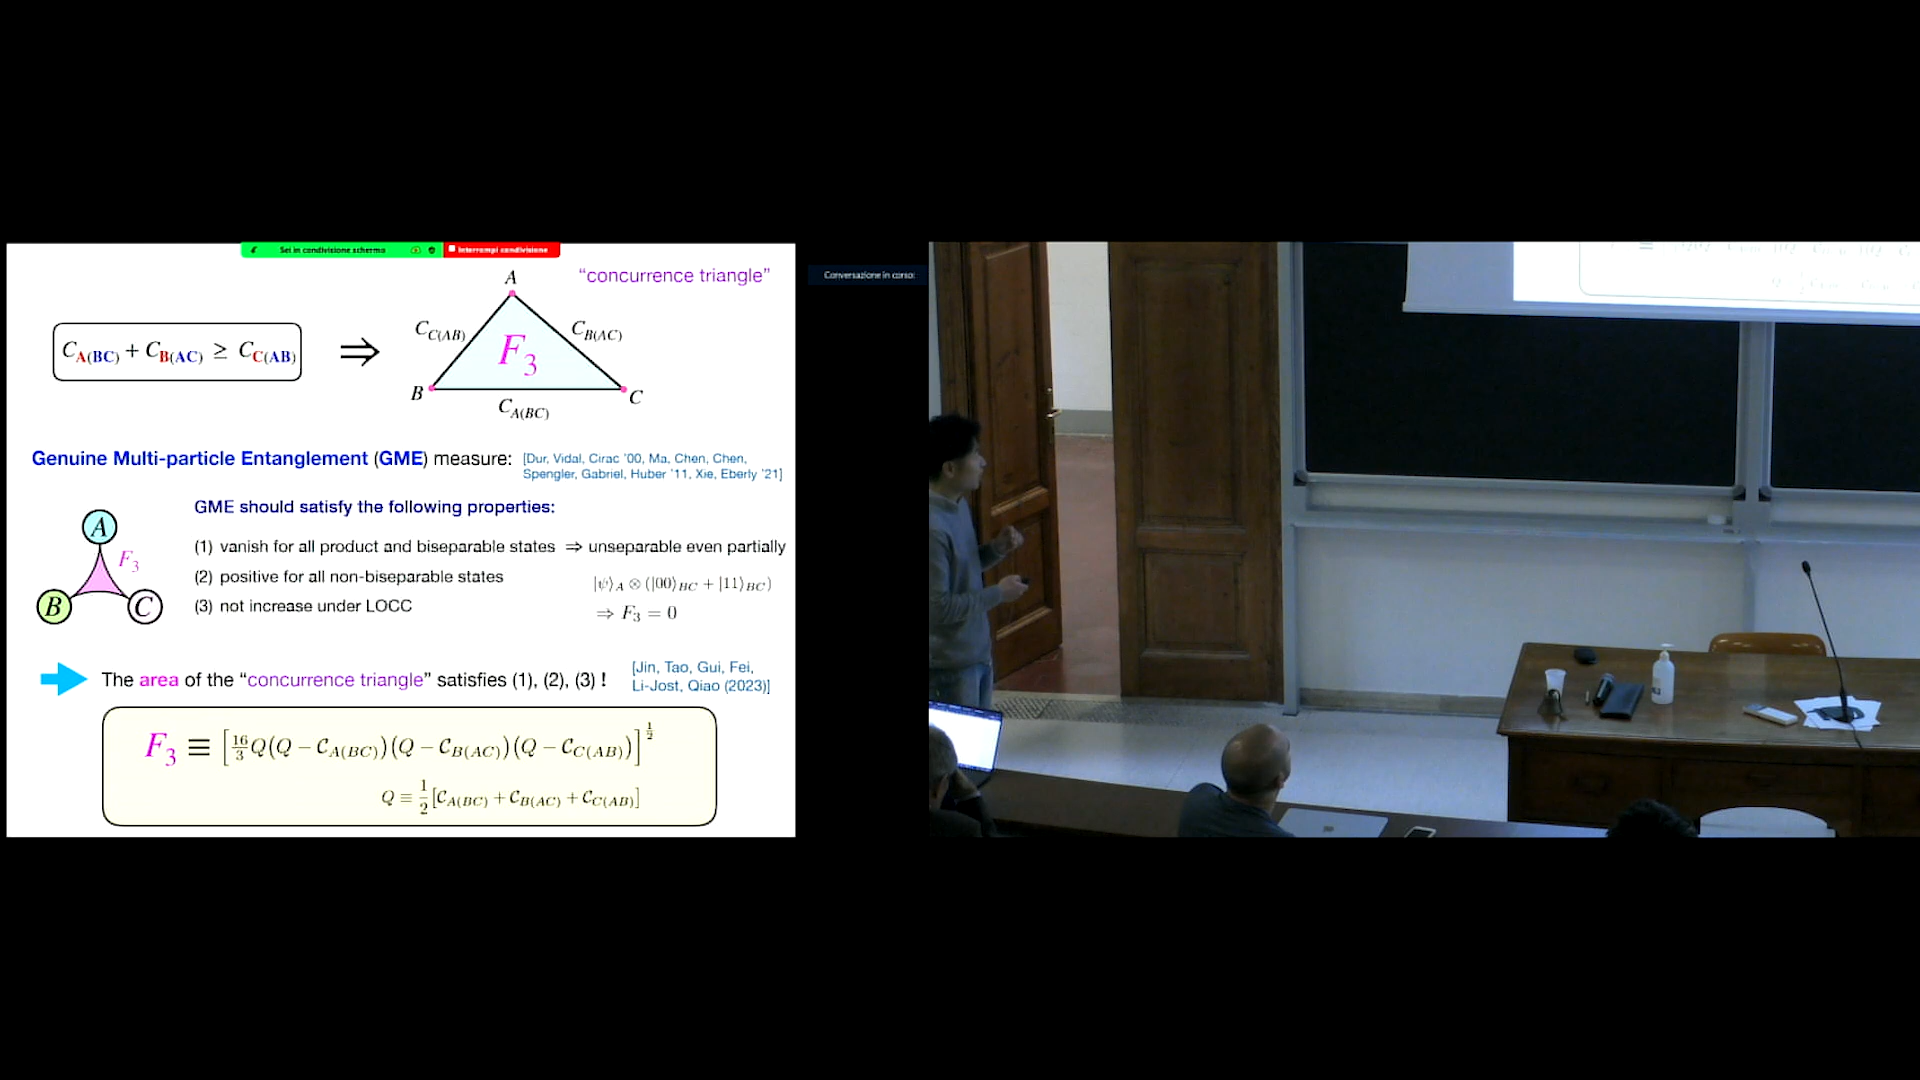 Sei in condivisione schermo
Interrompi condivisione
"concurrence triangle"
A
C_{C(AB)}
C_{B(AC)}
F_3
C_{A(BC)} + C_{B(AC)} ≥ C_{C(AB)}
⇒
B
C
C_{A(BC)}
Conversazione in corso:
Genuine Multi-particle Entanglement (GME) measure: [Dur, Vidal, Cirac '00, Ma, Chen, Chen,
Spengler, Gabriel, Huber '11, Xie, Eberly '21]
GME should satisfy the following properties:
A
F_3
B
C
(1) vanish for all product and biseparable states ⇒ unseparable even partially
(2) positive for all non-biseparable states
|ψ⟩_A ⊗ (|00⟩_{BC} + |11⟩_{BC})
(3) not increase under LOCC
⇒ F_3 = 0
The area of the "concurrence triangle" satisfies (1), (2), (3) !
[Jin, Tao, Gui, Fei,
Li-Jost, Qiao (2023)]
F_3 ≡ [16/3 Q(Q − C_{A(BC)})(Q − C_{B(AC)})(Q − C_{C(AB)})]^{1/2}
Q ≡ 1/2 [C_{A(BC)} + C_{B(AC)} + C_{C(AB)}]